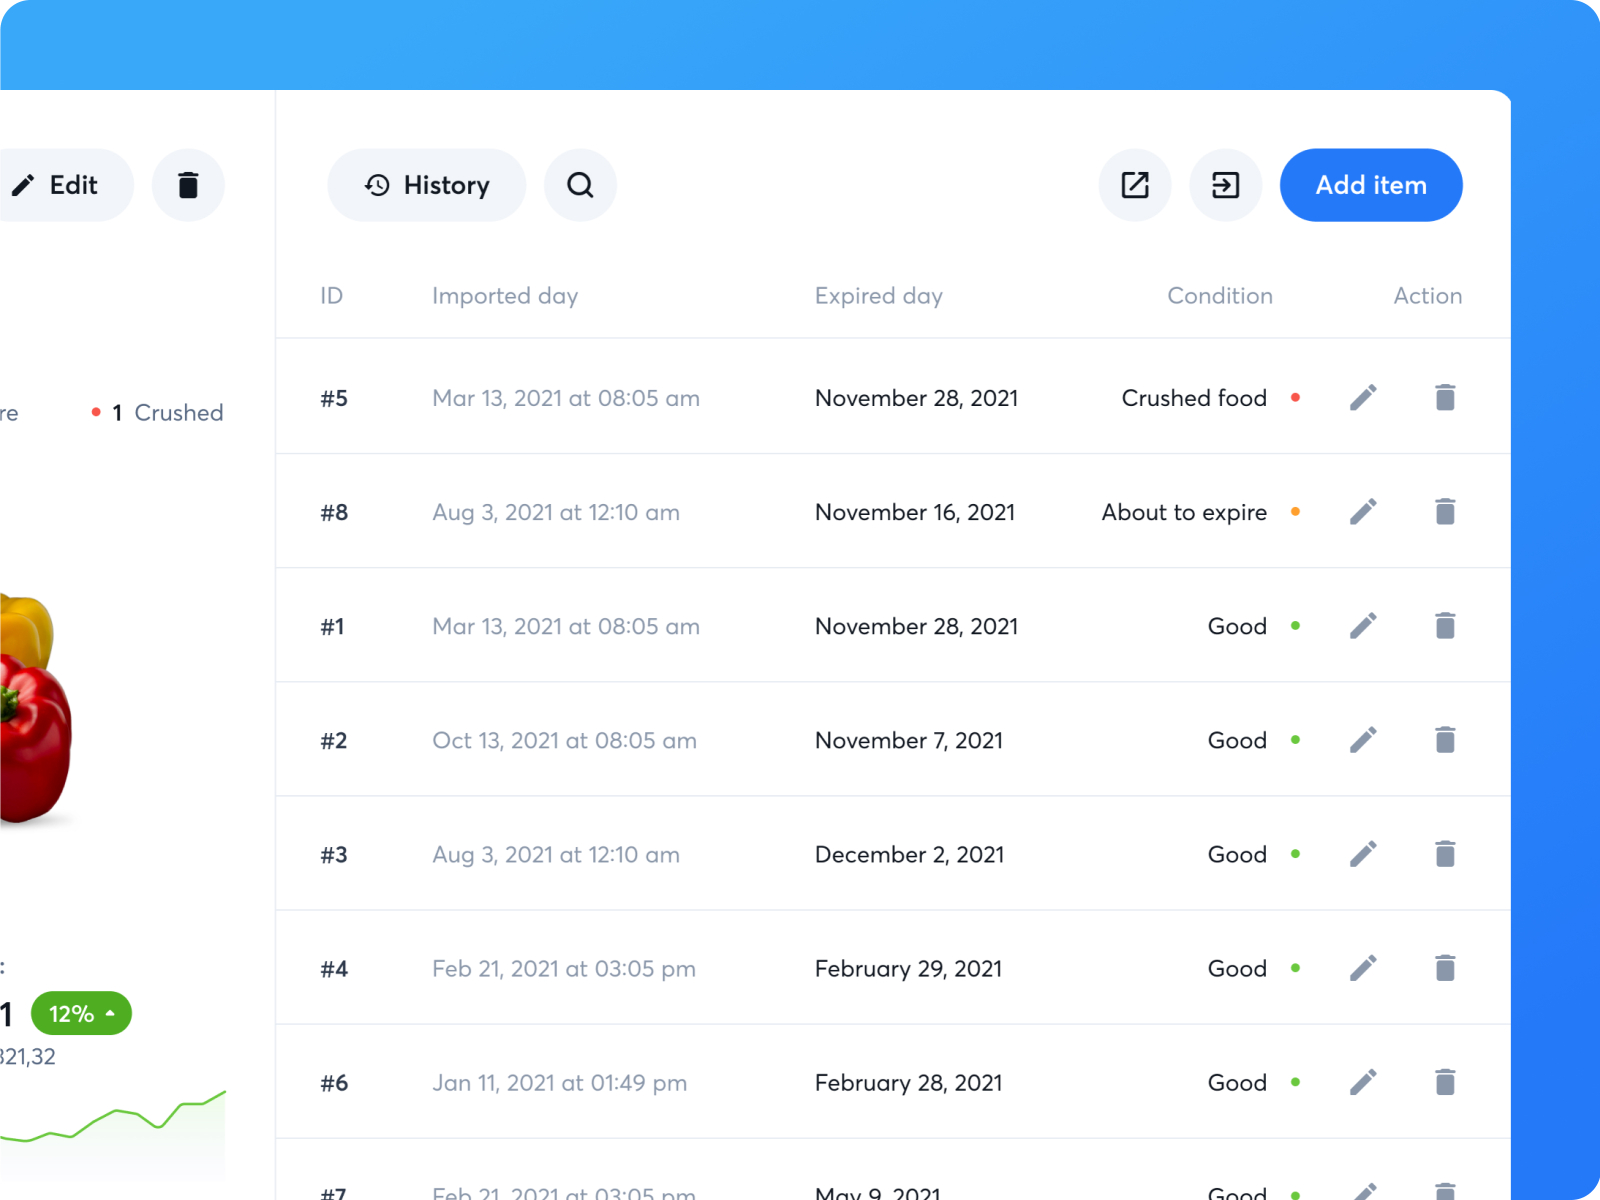 Edit
History
Add item
ID Imported day Expired day Condition Action
#5 Mar 13, 2021 at 08:05 am November 28, 2021 Crushed food
re 1 Crushed
#8 Aug 3, 2021 at 12:10 am November 16, 2021 About to expire
#1 Mar 13, 2021 at 08:05 am November 28, 2021 Good
#2 Oct 13, 2021 at 08:05 am November 7, 2021 Good
#3 Aug 3, 2021 at 12:10 am December 2, 2021 Good
#4 Feb 21, 2021 at 03:05 pm February 29, 2021 Good
:
1 12%
321,32
#6 Jan 11, 2021 at 01:49 pm February 28, 2021 Good
#7 Feb 21, 2021 at 03:05 pm May 9, 2021 Good